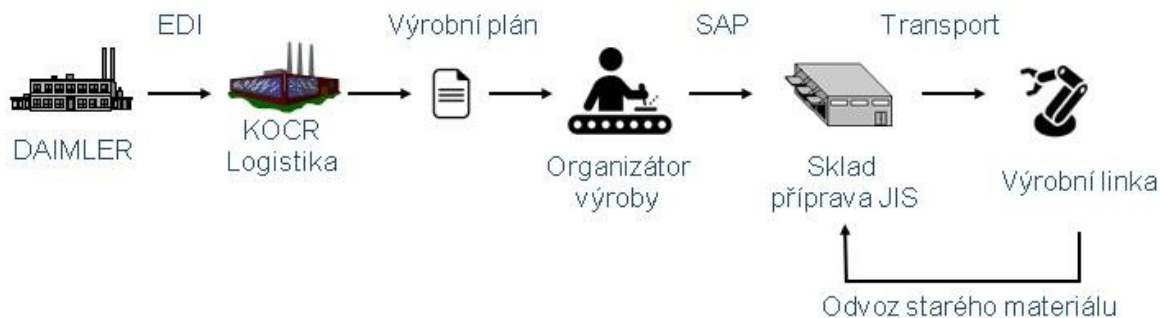 EDI
Výrobní plán
SAP
Transport
DAIMLER
KOCR
Logistika
Organizátor
výroby
Sklad
příprava JIS
Výrobní linka
Odvoz starého materiálu